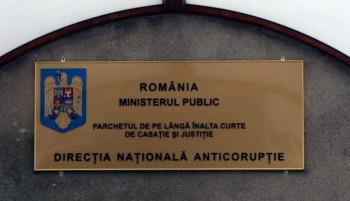 ROMÂNIA
MINISTERUL PUBLIC
PARCHETUL DE PE LÂNGĂ ÎNALTA CURTE
DE CASAȚIE ȘI JUSTIȚIE
DIRECȚIA NAȚIONALĂ ANTICORUPȚIE